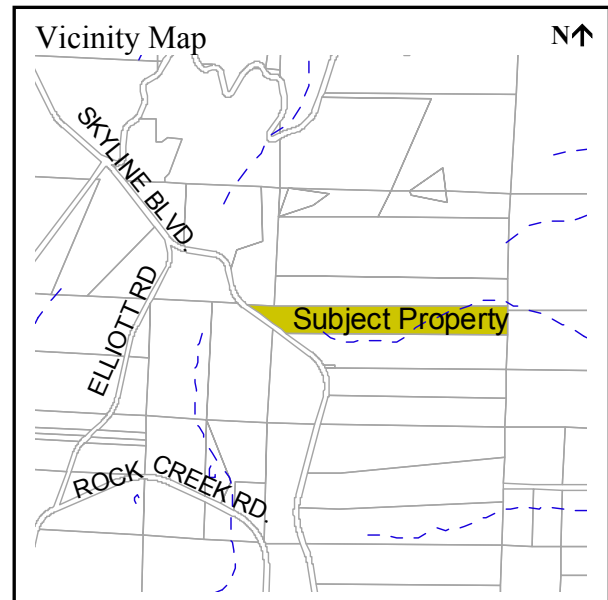 Vicinity Map
N↑
SKYLINE BLVD.
ELLIOTT RD
Subject Property
ROCK CREEK RD.